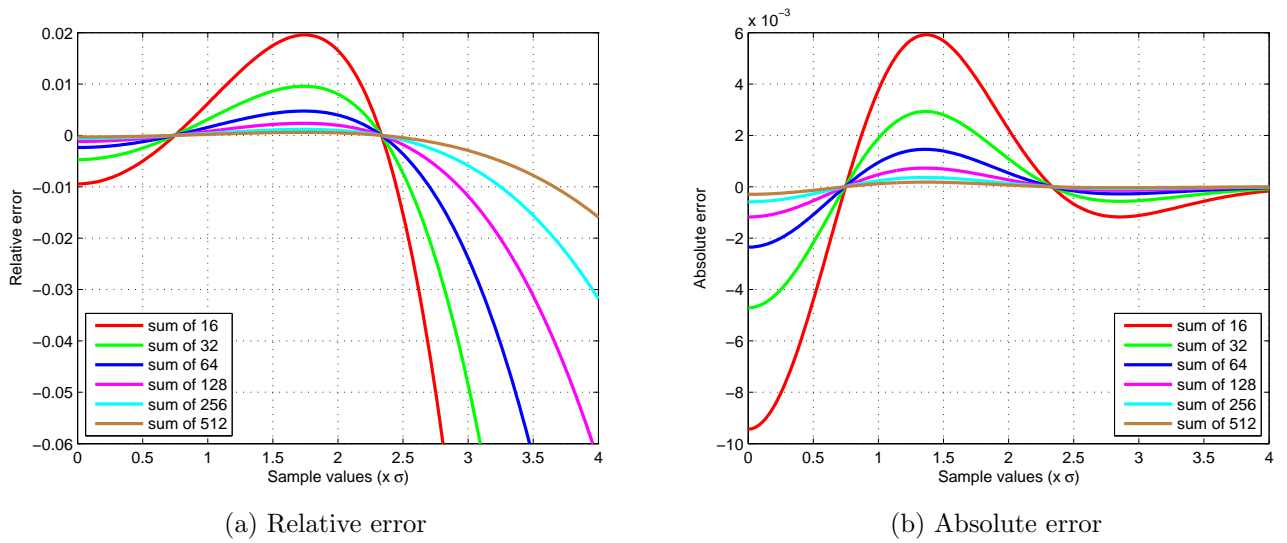 0.02
0.01
0
−0.01
−0.02
−0.03
−0.04
−0.05
−0.06
Relative error
0 0.5 1 1.5 2 2.5 3 3.5 4
Sample values (x σ)
sum of 16
sum of 32
sum of 64
sum of 128
sum of 256
sum of 512
(a) Relative error
x 10⁻³
6
4
2
0
−2
−4
−6
−8
−10
Absolute error
0 0.5 1 1.5 2 2.5 3 3.5 4
Sample values (x σ)
sum of 16
sum of 32
sum of 64
sum of 128
sum of 256
sum of 512
(b) Absolute error